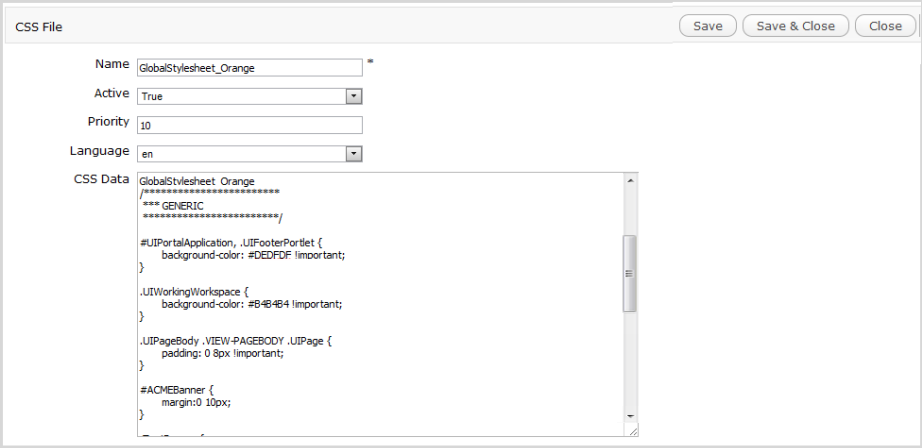 CSS File
Save
Save & Close
Close
Name
GlobalStylesheet_Orange
*
Active
True
Priority
10
Language
en
CSS Data
GlobalStylesheet Orange
/************************
*** GENERIC
************************/
#UIPortalApplication, .UIFooterPortlet {
background-color: #DEDFDF !important;
}
.UIWorkingWorkspace {
background-color: #B4B4B4 !important;
}
.UIPageBody .VIEW-PAGEBODY .UIPage {
padding: 0 8px !important;
}
#ACMEBanner {
margin:0 10px;
}